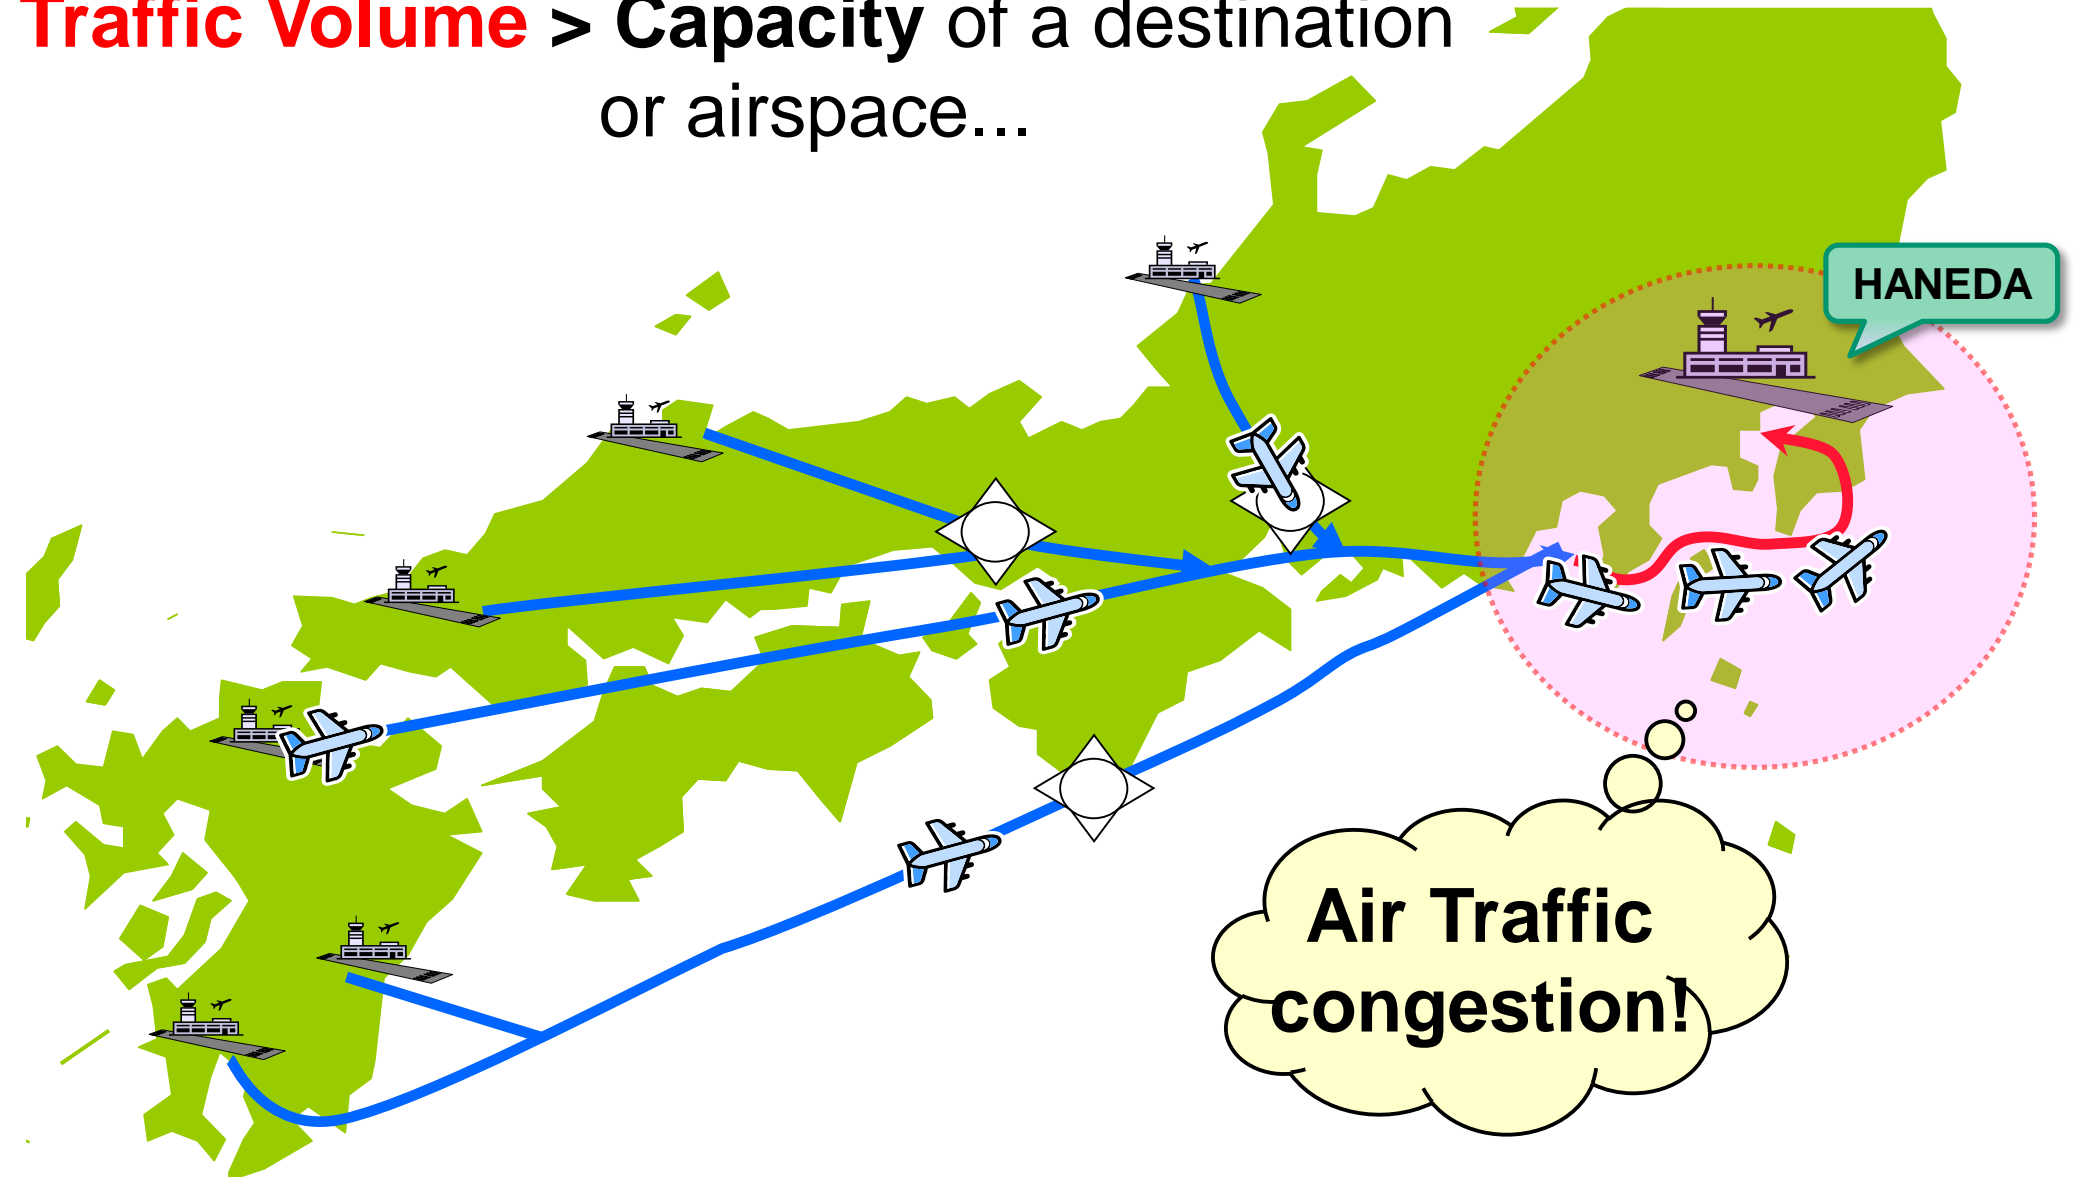 Traffic Volume > Capacity of a destination
or airspace...
HANEDA
Air Traffic
congestion!